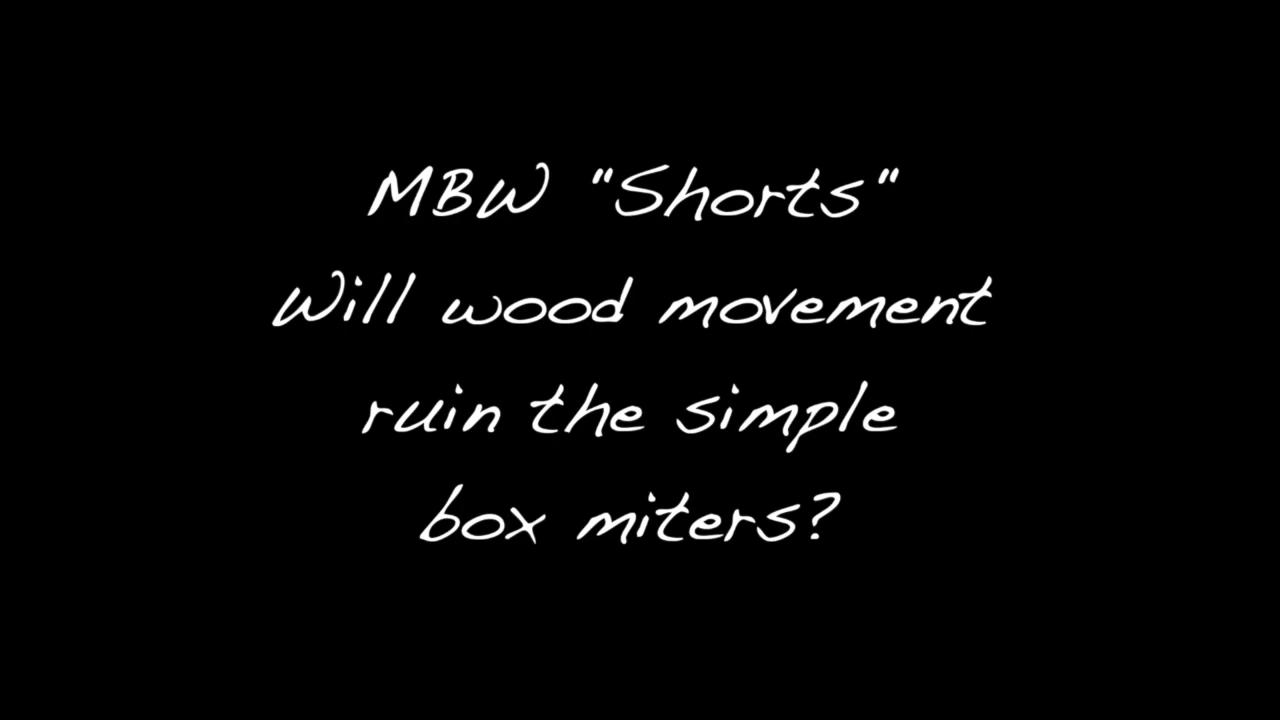 MBW "Shorts"
Will wood movement
ruin the simple
box miters?